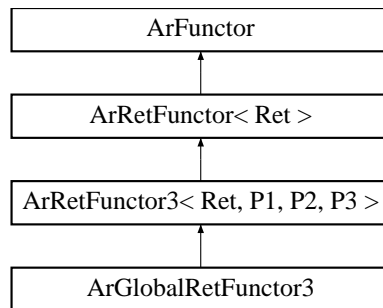 ArFunctor
ArRetFunctor< Ret >
ArRetFunctor3< Ret, P1, P2, P3 >
ArGlobalRetFunctor3